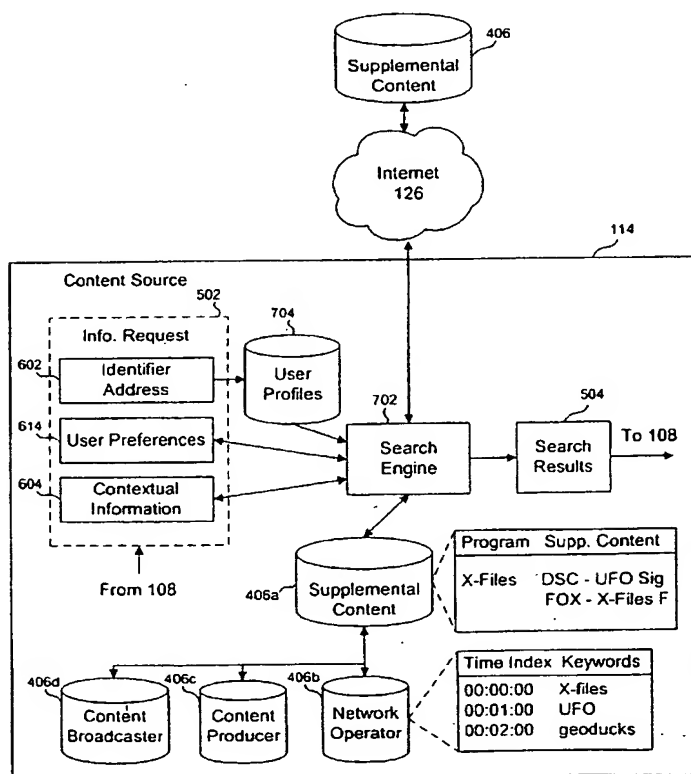 406
Supplemental
Content
Internet
126
114
Content Source
502
Info. Request
704
602
Identifier
Address
User
Profiles
702
504
614
User Preferences
Search
Engine
Search
Results
To 108
604
Contextual
Information
From 108
406a
Supplemental
Content
Program Supp. Content
X-Files DSC - UFO Sig
FOX - X-Files F
406d
406c
406b
Content
Broadcaster
Content
Producer
Network
Operator
Time Index Keywords
00:00:00 X-files
00:01:00 UFO
00:02:00 geoducks